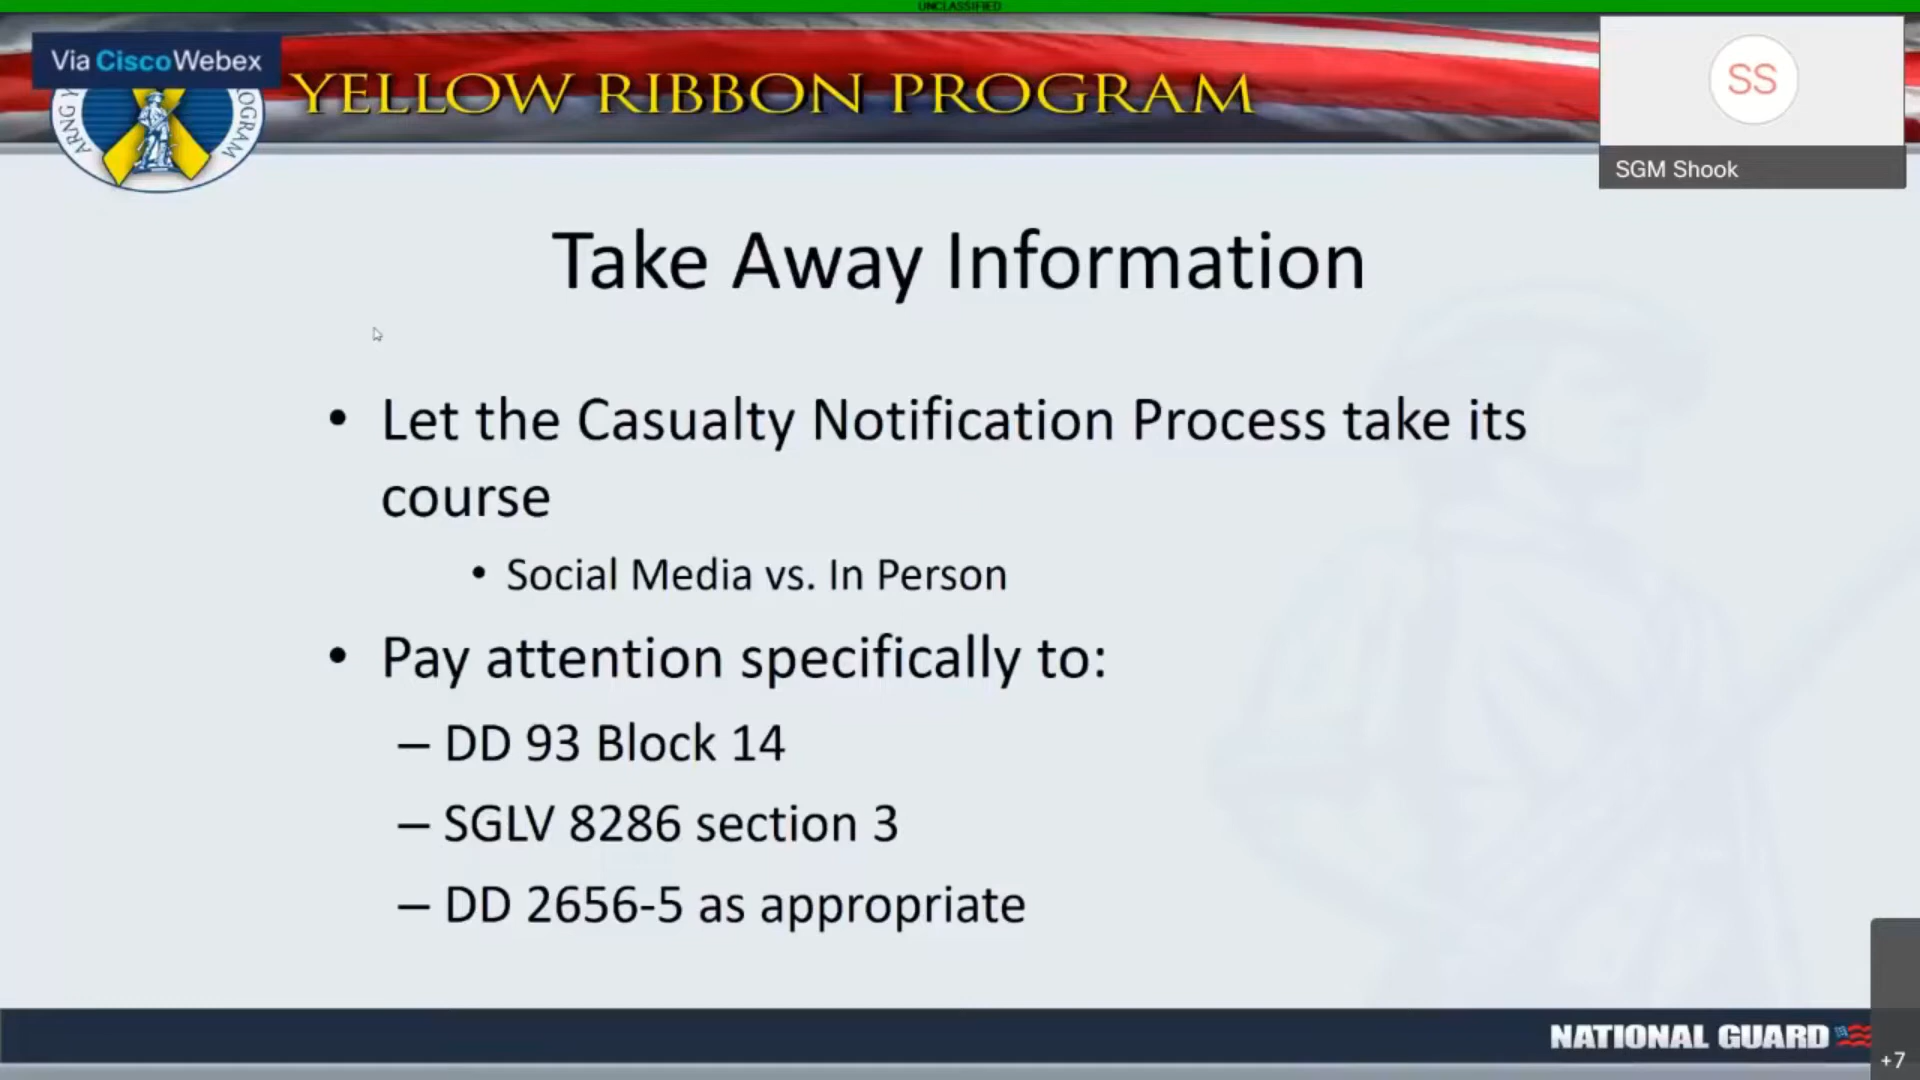 UNCLASSIFIED
Via CiscoWebex
YELLOW RIBBON PROGRAM
ARNG Y OGRAM
SS
SGM Shook
Take Away Information
• Let the Casualty Notification Process take its
course
• Social Media vs. In Person
• Pay attention specifically to:
– DD 93 Block 14
– SGLV 8286 section 3
– DD 2656-5 as appropriate
NATIONAL GUARD
+7